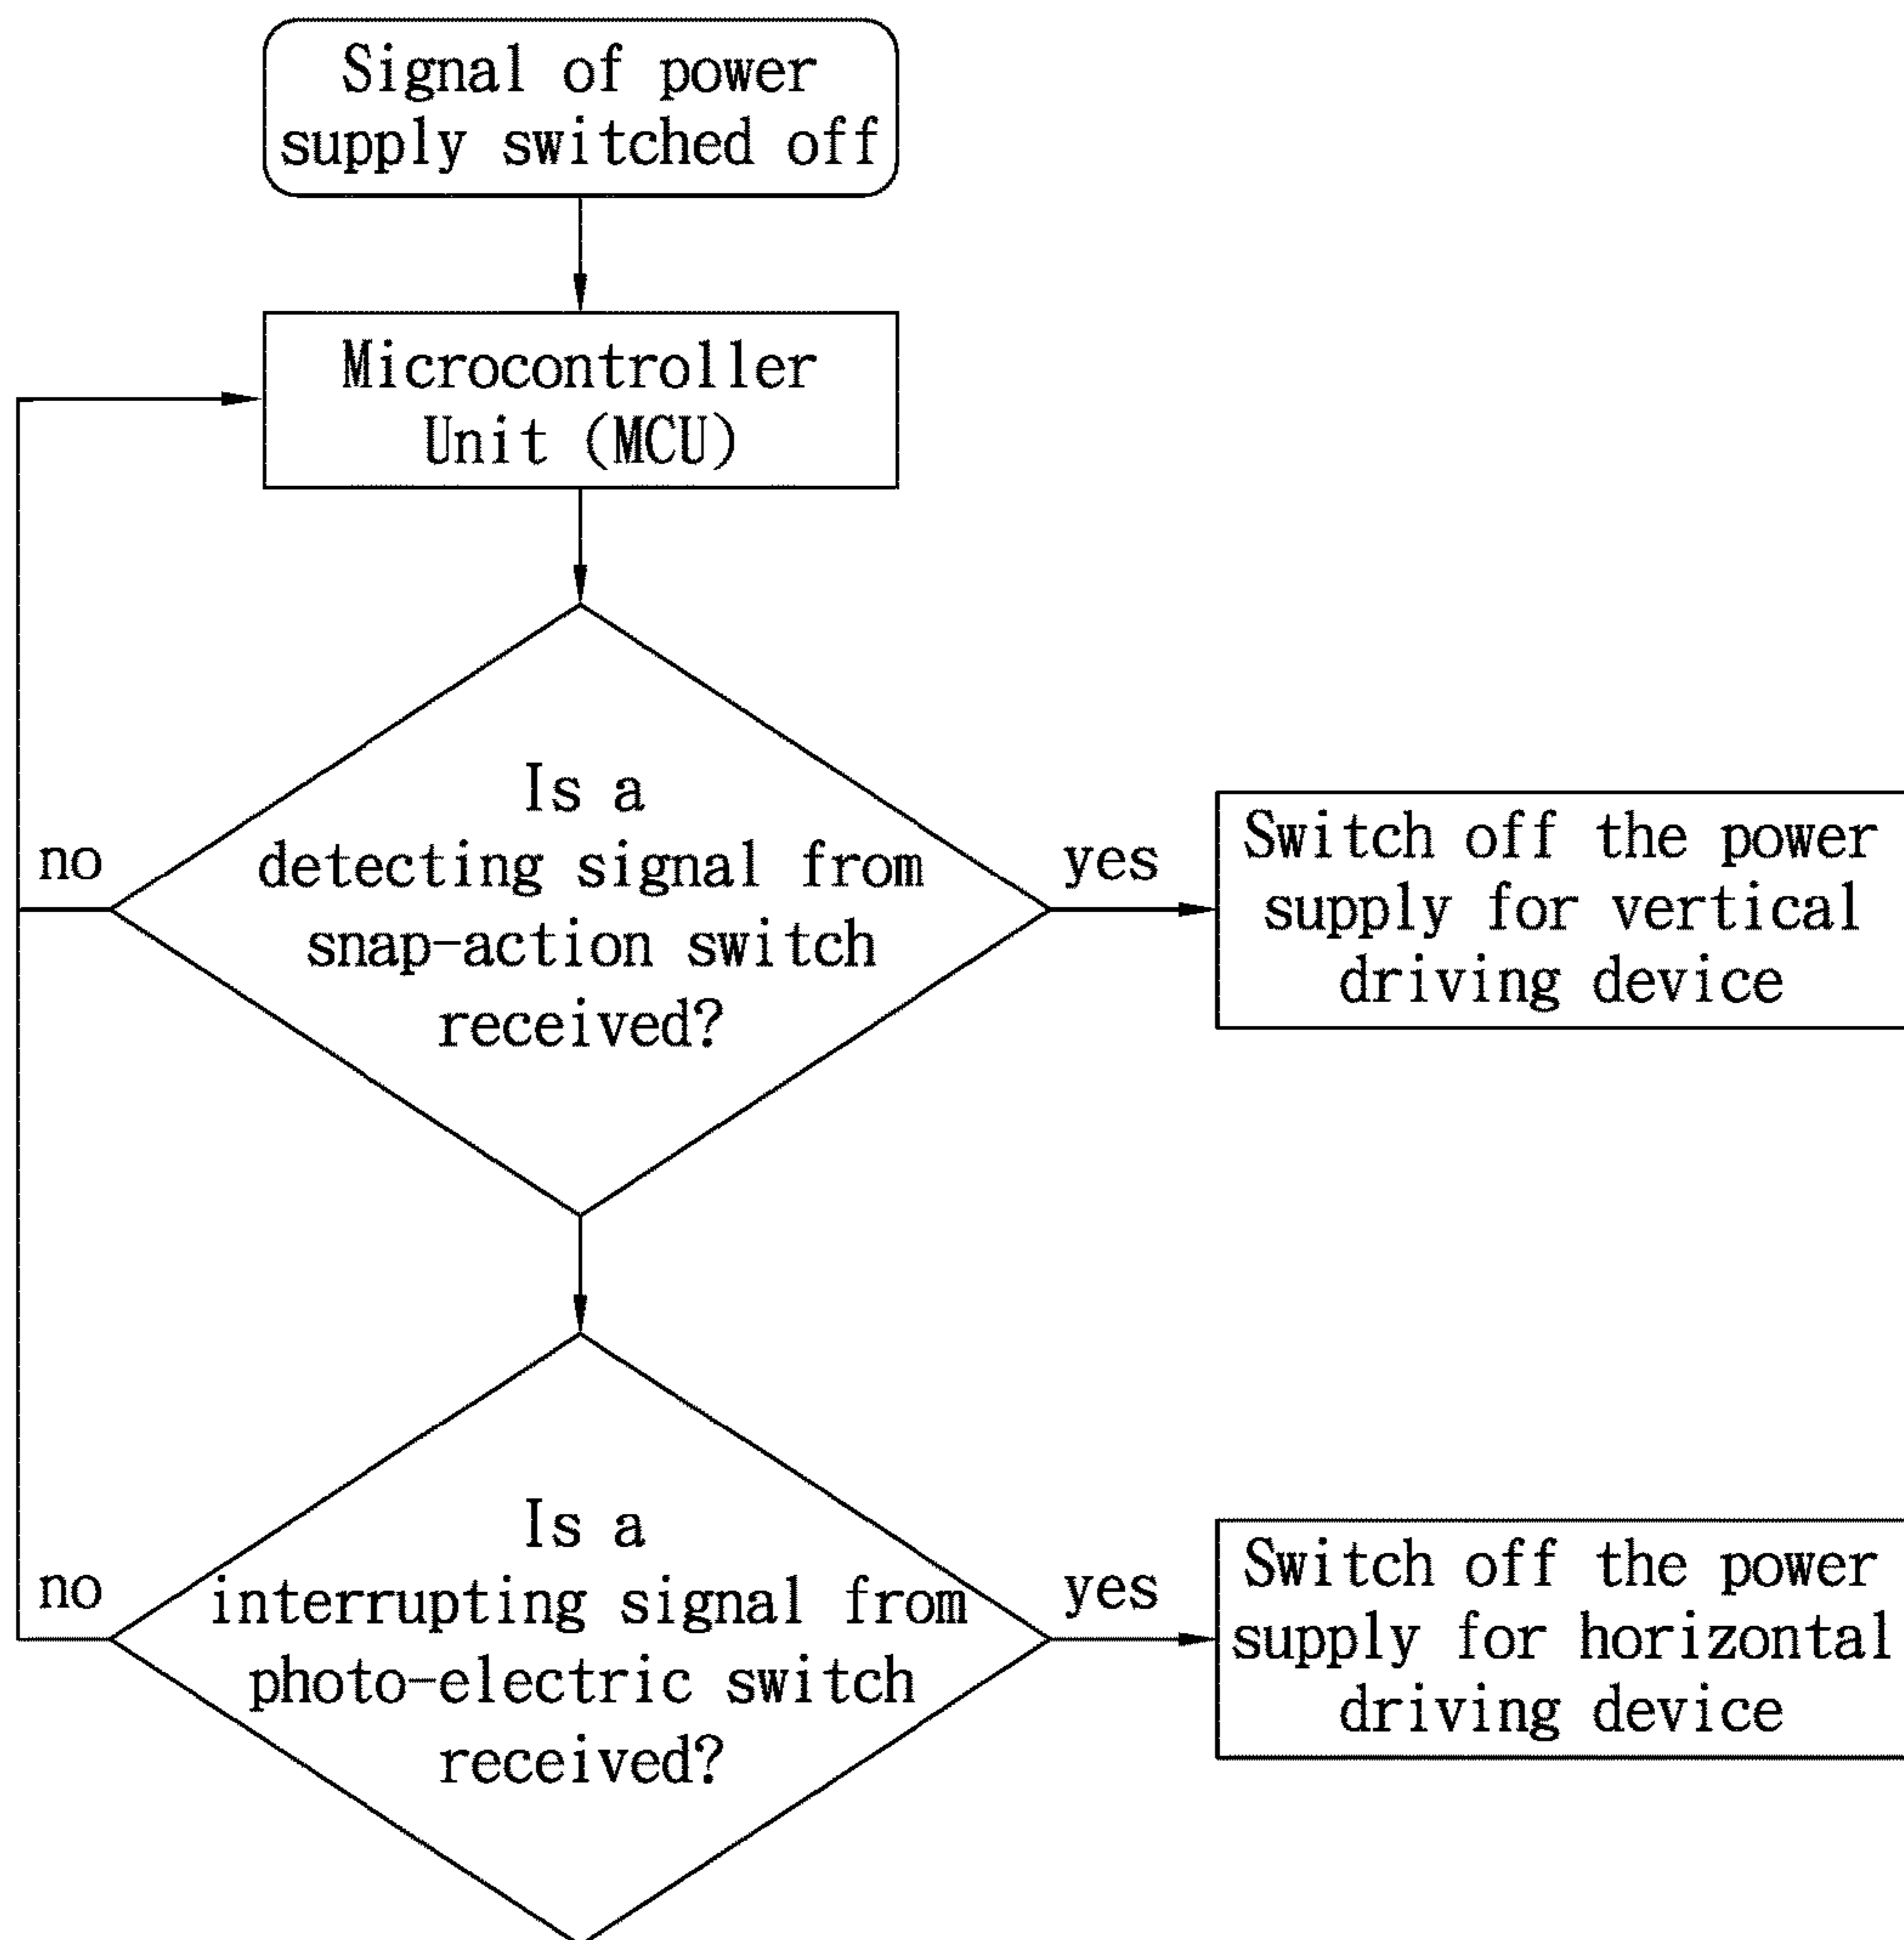 Signal of power
supply switched off
Microcontroller
Unit (MCU)
Is a
detecting signal from
snap-action switch
received?
no
yes
Switch off the power
supply for vertical
driving device
Is a
interrupting signal from
photo-electric switch
received?
no
yes
Switch off the power
supply for horizontal
driving device